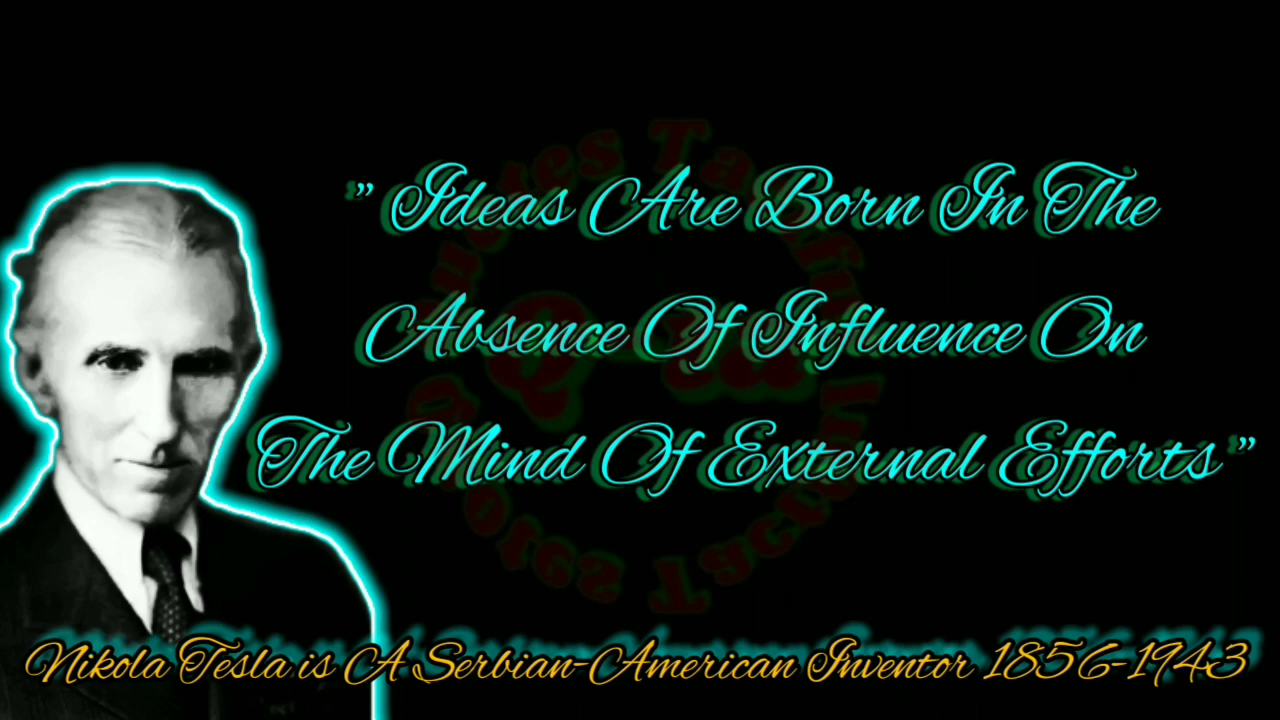 ” Ideas Are Born In The
Absence Of Influence On
The Mind Of External Efforts ”
Nikola Tesla is A Serbian-American Inventor 1856-1943